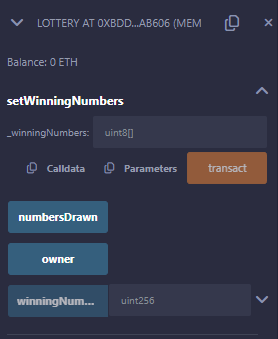 LOTTERY AT 0XBDD...AB606 (MEM
Balance: 0 ETH
setWinningNumbers
_winningNumbers: uint8[]
Calldata Parameters transact
numbersDrawn
owner
winningNum... uint256